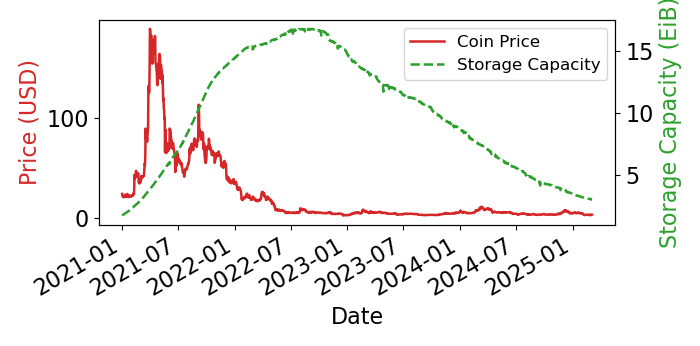 Price (USD)
100
0
Coin Price
Storage Capacity
15
10
5
Storage Capacity (EiB)
2021-01
2021-07
2022-01
2022-07
2023-01
2023-07
2024-01
2024-07
2025-01
Date